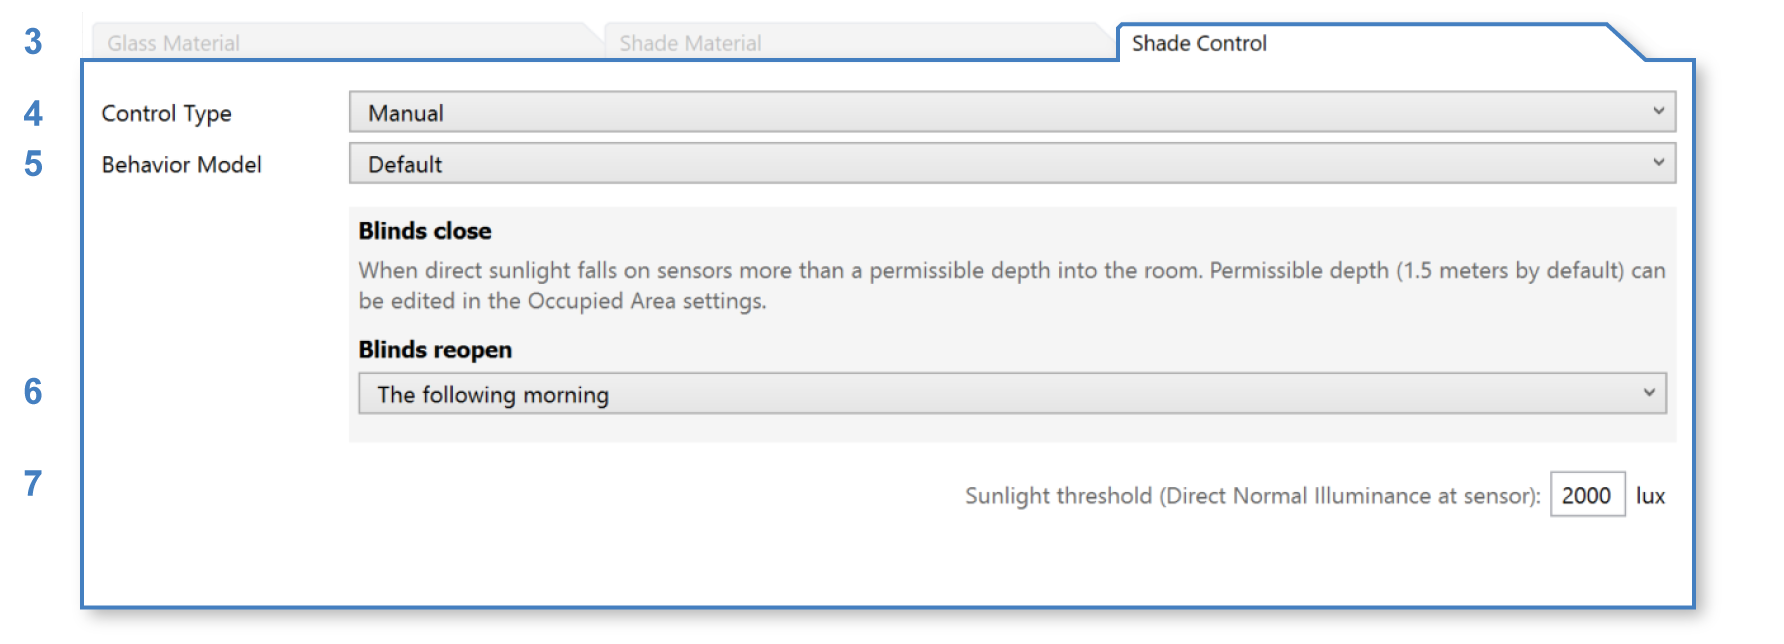 3 Glass Material Shade Material Shade Control
4 Control Type Manual
5 Behavior Model Default
Blinds close
When direct sunlight falls on sensors more than a permissible depth into the room. Permissible depth (1.5 meters by default) can
be edited in the Occupied Area settings.
Blinds reopen
6 The following morning
7 Sunlight threshold (Direct Normal Illuminance at sensor): 2000 lux